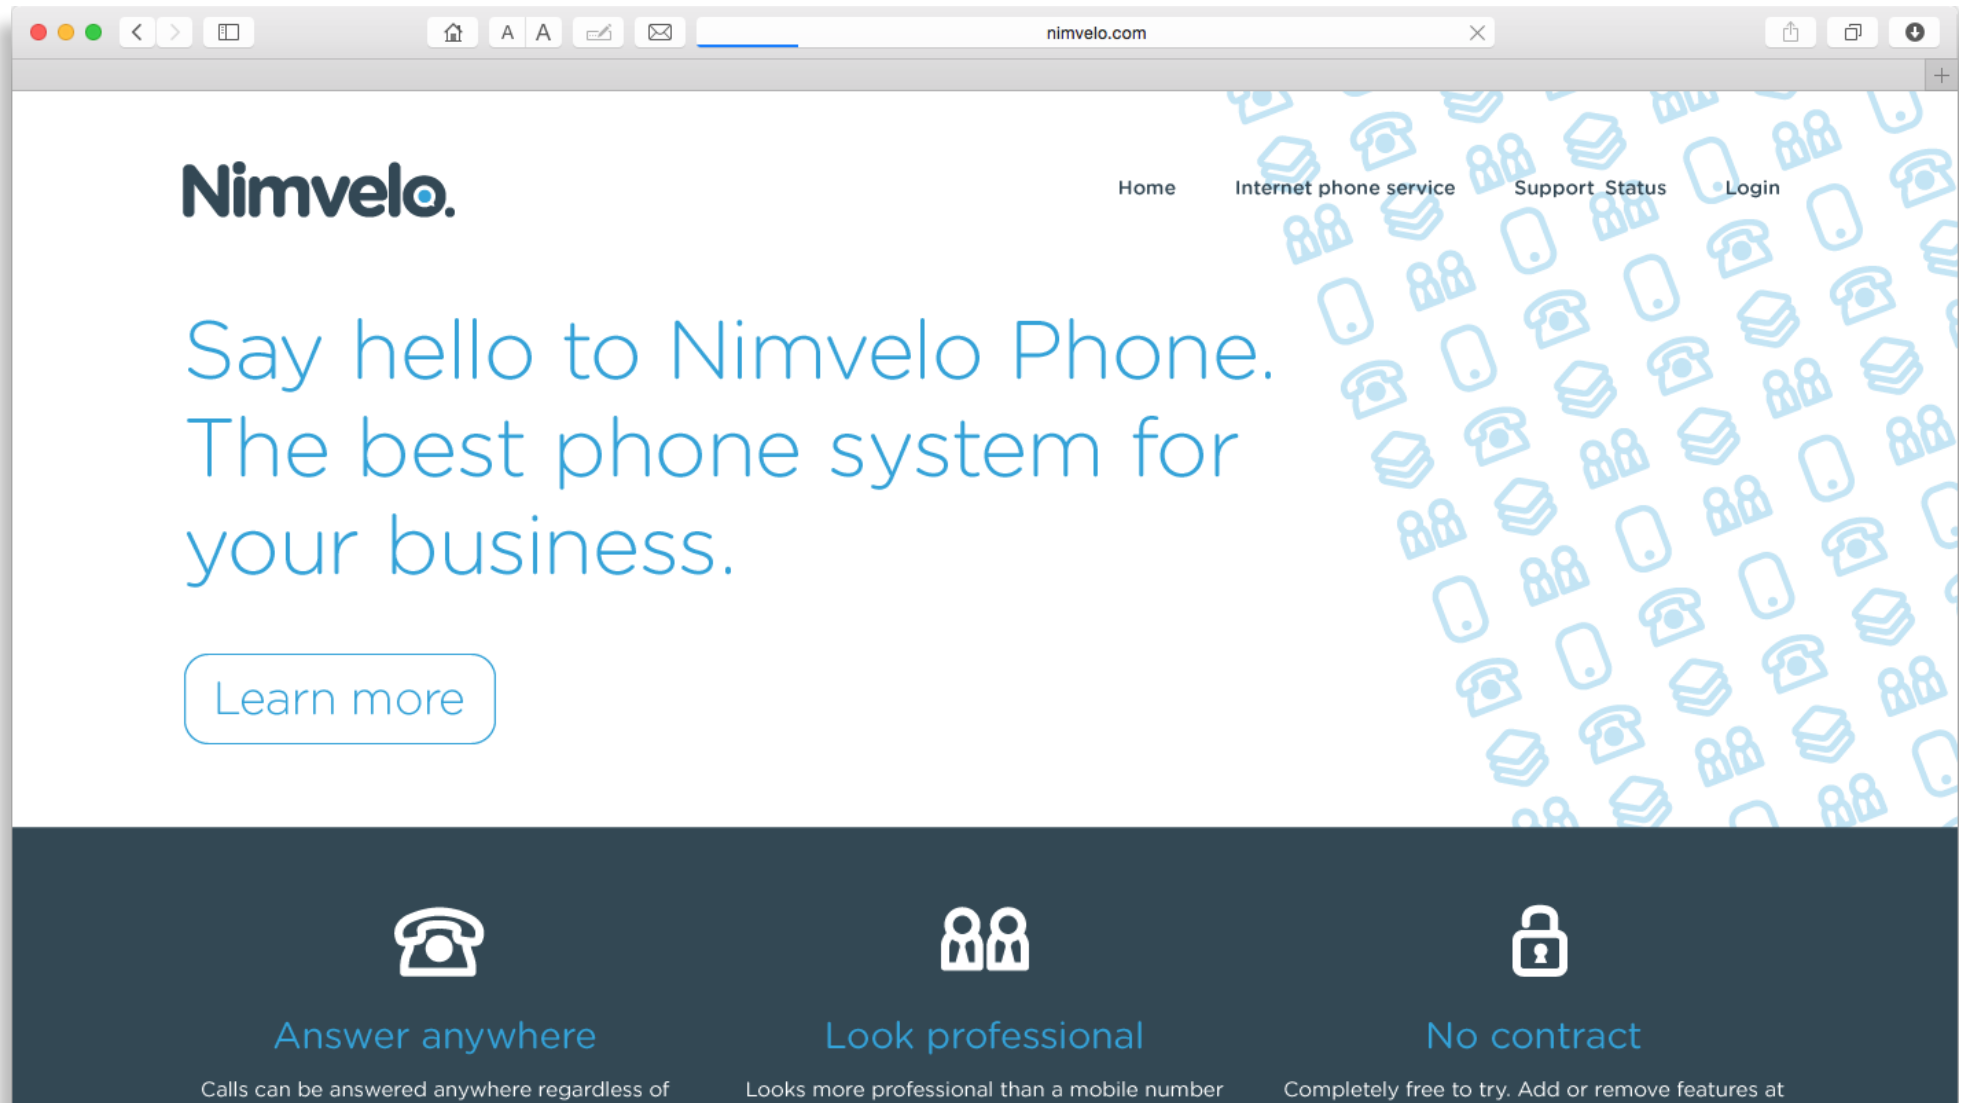 A A
nimvelo.com
Nimvelo.
Home Internet phone service Support Status Login
Say hello to Nimvelo Phone.
The best phone system for
your business.
Learn more
Answer anywhere
Look professional
No contract
Calls can be answered anywhere regardless of
Looks more professional than a mobile number
Completely free to try. Add or remove features at